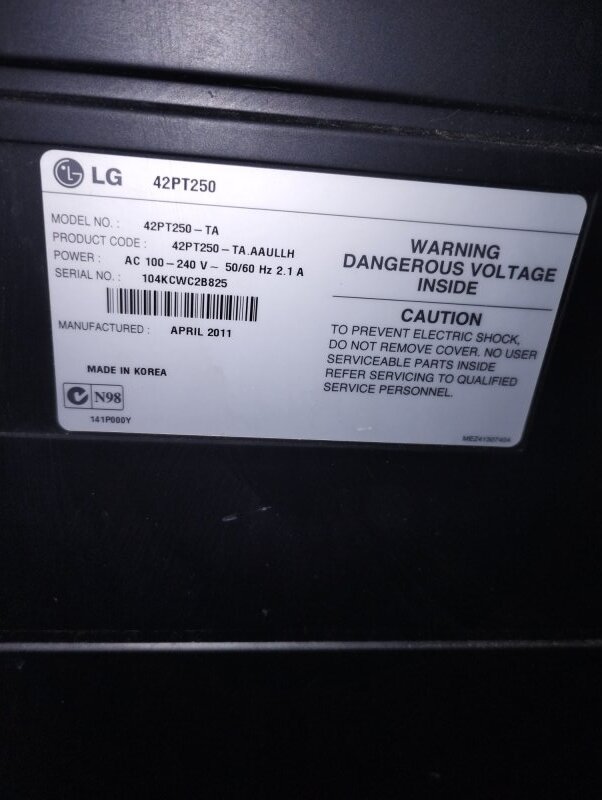 LG 42PT250
MODEL NO. : 42PT250-TA
PRODUCT CODE : 42PT250-TA.AAULLH
POWER : AC 100-240 V~ 50/60 Hz 2.1 A
SERIAL NO. : 104KCWC2B825
MANUFACTURED : APRIL 2011
MADE IN KOREA
N98
141P000Y
WARNING
DANGEROUS VOLTAGE
INSIDE
CAUTION
TO PREVENT ELECTRIC SHOCK,
DO NOT REMOVE COVER. NO USER
SERVICEABLE PARTS INSIDE
REFER SERVICING TO QUALIFIED
SERVICE PERSONNEL.